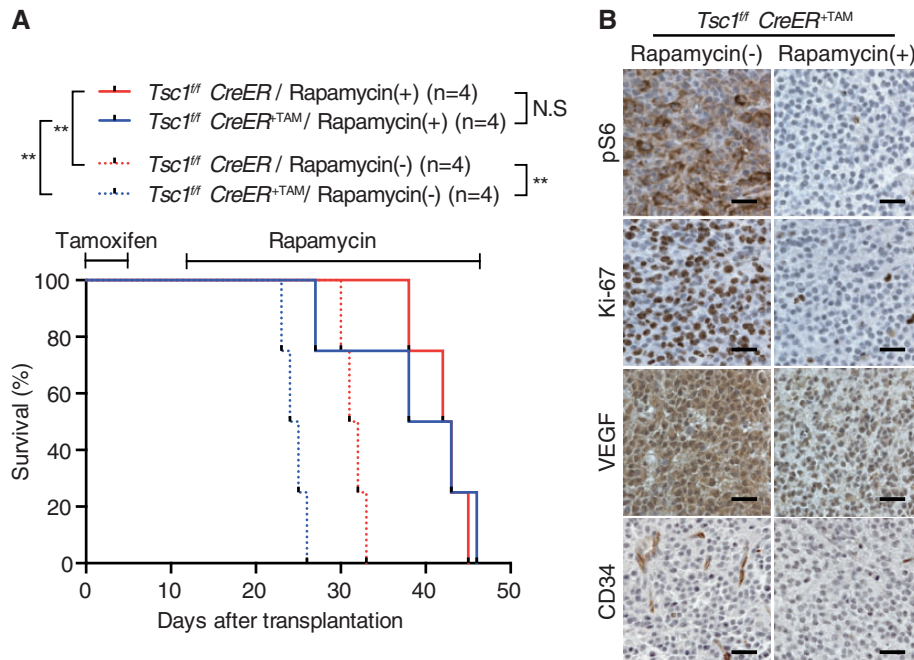 A
Tsc1f/f CreER / Rapamycin(+) (n=4)
Tsc1f/f CreER+TAM/ Rapamycin(+) (n=4)
N.S
**
**
Tsc1f/f CreER / Rapamycin(-) (n=4)
Tsc1f/f CreER+TAM/ Rapamycin(-) (n=4)
**
Tamoxifen
Rapamycin
100
80
60
40
20
0
Survival (%)
0 10 20 30 40 50
Days after transplantation
B
Tsc1f/f CreER+TAM
Rapamycin(-) Rapamycin(+)
pS6
Ki-67
VEGF
CD34